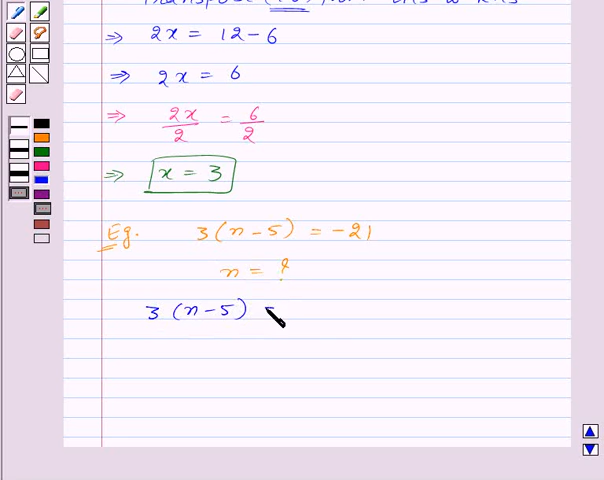 ⇒ 2x = 12 - 6
⇒ 2x = 6
⇒ 2x/2 = 6/2
⇒ x = 3
Eg. 3(n - 5) = -21
n = ?
3(n - 5)